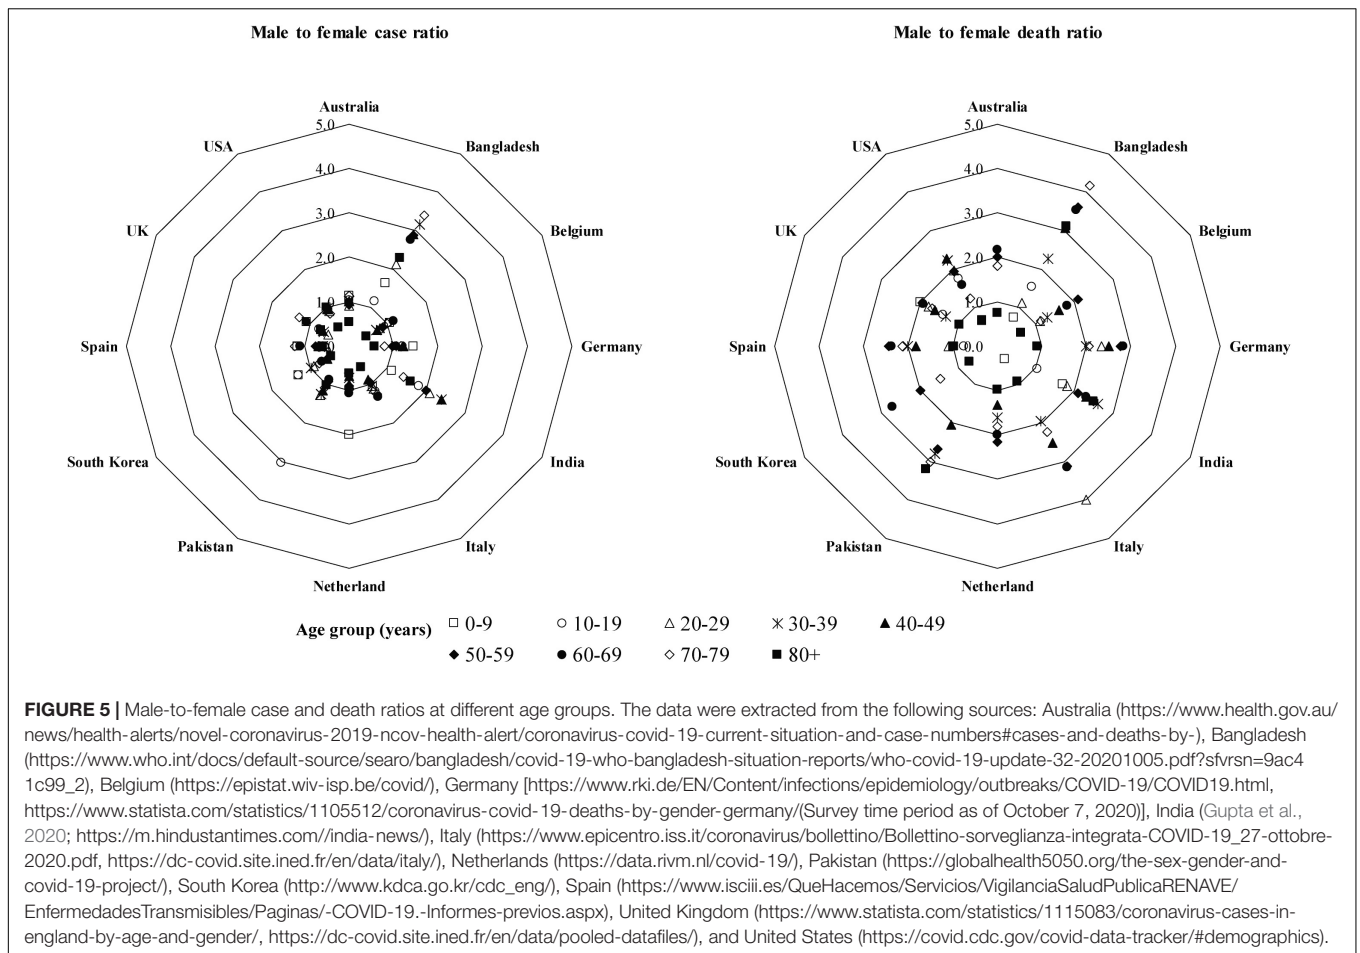 Male to female case ratio
Male to female death ratio
Australia
5.0
USA
Bangladesh
4.0
3.0
UK
Belgium
2.0
1.0
Spain
0.0
Germany
South Korea
India
Pakistan
Italy
Netherland
Australia
5.0
USA
Bangladesh
4.0
3.0
UK
Belgium
2.0
1.0
Spain
0.0
Germany
South Korea
India
Pakistan
Italy
Netherland
Age group (years) 0-9 10-19 20-29 30-39 40-49
50-59 60-69 70-79 80+
FIGURE 5 | Male-to-female case and death ratios at different age groups. The data were extracted from the following sources: Australia (https://www.health.gov.au/
news/health-alerts/novel-coronavirus-2019-ncov-health-alert/coronavirus-covid-19-current-situation-and-case-numbers#cases-and-deaths-by-), Bangladesh
(https://www.who.int/docs/default-source/searo/bangladesh/covid-19-who-bangladesh-situation-reports/who-covid-19-update-32-20201005.pdf?sfvrsn=9ac4
1c99_2), Belgium (https://epistat.wiv-isp.be/covid/), Germany [https://www.rki.de/EN/Content/infections/epidemiology/outbreaks/COVID-19/COVID19.html,
https://www.statista.com/statistics/1105512/coronavirus-covid-19-deaths-by-gender-germany/(Survey time period as of October 7, 2020)], India (Gupta et al.,
2020; https://m.hindustantimes.com//india-news/), Italy (https://www.epicentro.iss.it/coronavirus/bollettino/Bollettino-sorveglianza-integrata-COVID-19_27-ottobre-
2020.pdf, https://dc-covid.site.ined.fr/en/data/italy/), Netherlands (https://data.rivm.nl/covid-19/), Pakistan (https://globalhealth5050.org/the-sex-gender-and-
covid-19-project/), South Korea (http://www.kdca.go.kr/cdc_eng/), Spain (https://www.isciii.es/QueHacemos/Servicios/VigilanciaSaludPublicaRENAVE/
EnfermedadesTransmisibles/Paginas/-COVID-19.-Informes-previos.aspx), United Kingdom (https://www.statista.com/statistics/1115083/coronavirus-cases-in-
england-by-age-and-gender/, https://dc-covid.site.ined.fr/en/data/pooled-datafiles/), and United States (https://covid.cdc.gov/covid-data-tracker/#demographics).